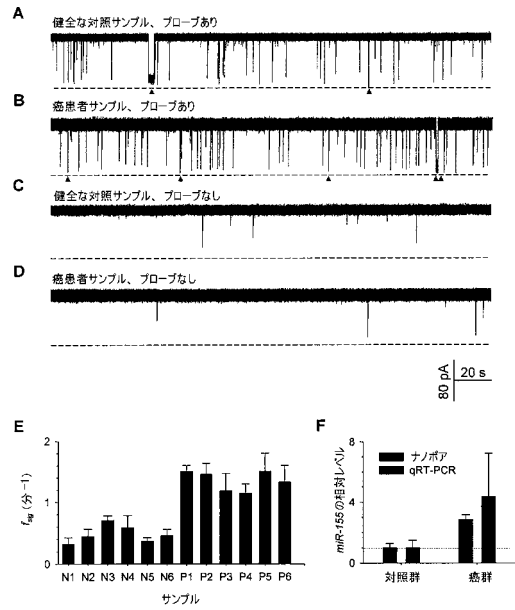 A
健全な対照サンプル、プローブあり
B
癌患者サンプル、プローブあり
C
健全な対照サンプル、プローブなし
D
癌患者サンプル、プローブなし
80 pA
20 s
E
f_sig (分−1)
2
1
0
N1 N2 N3 N4 N5 N6 P1 P2 P3 P4 P5 P6
サンプル
F
miR-155の相対レベル
8
4
0
ナノポア
qRT-PCR
対照群 癌群